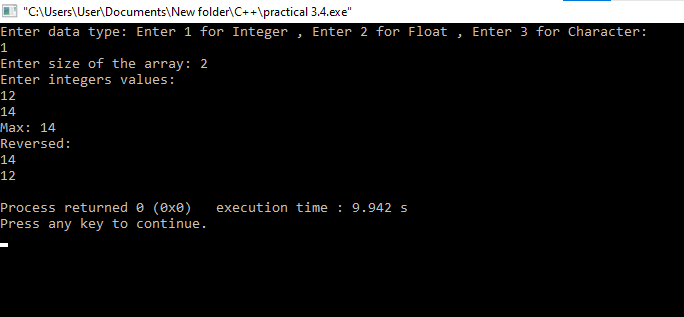 "C:\Users\User\Documents\New folder\C++\practical 3.4.exe"
Enter data type: Enter 1 for Integer , Enter 2 for Float , Enter 3 for Character:
1
Enter size of the array: 2
Enter integers values:
12
14
Max: 14
Reversed:
14
12
Process returned 0 (0x0)   execution time : 9.942 s
Press any key to continue.